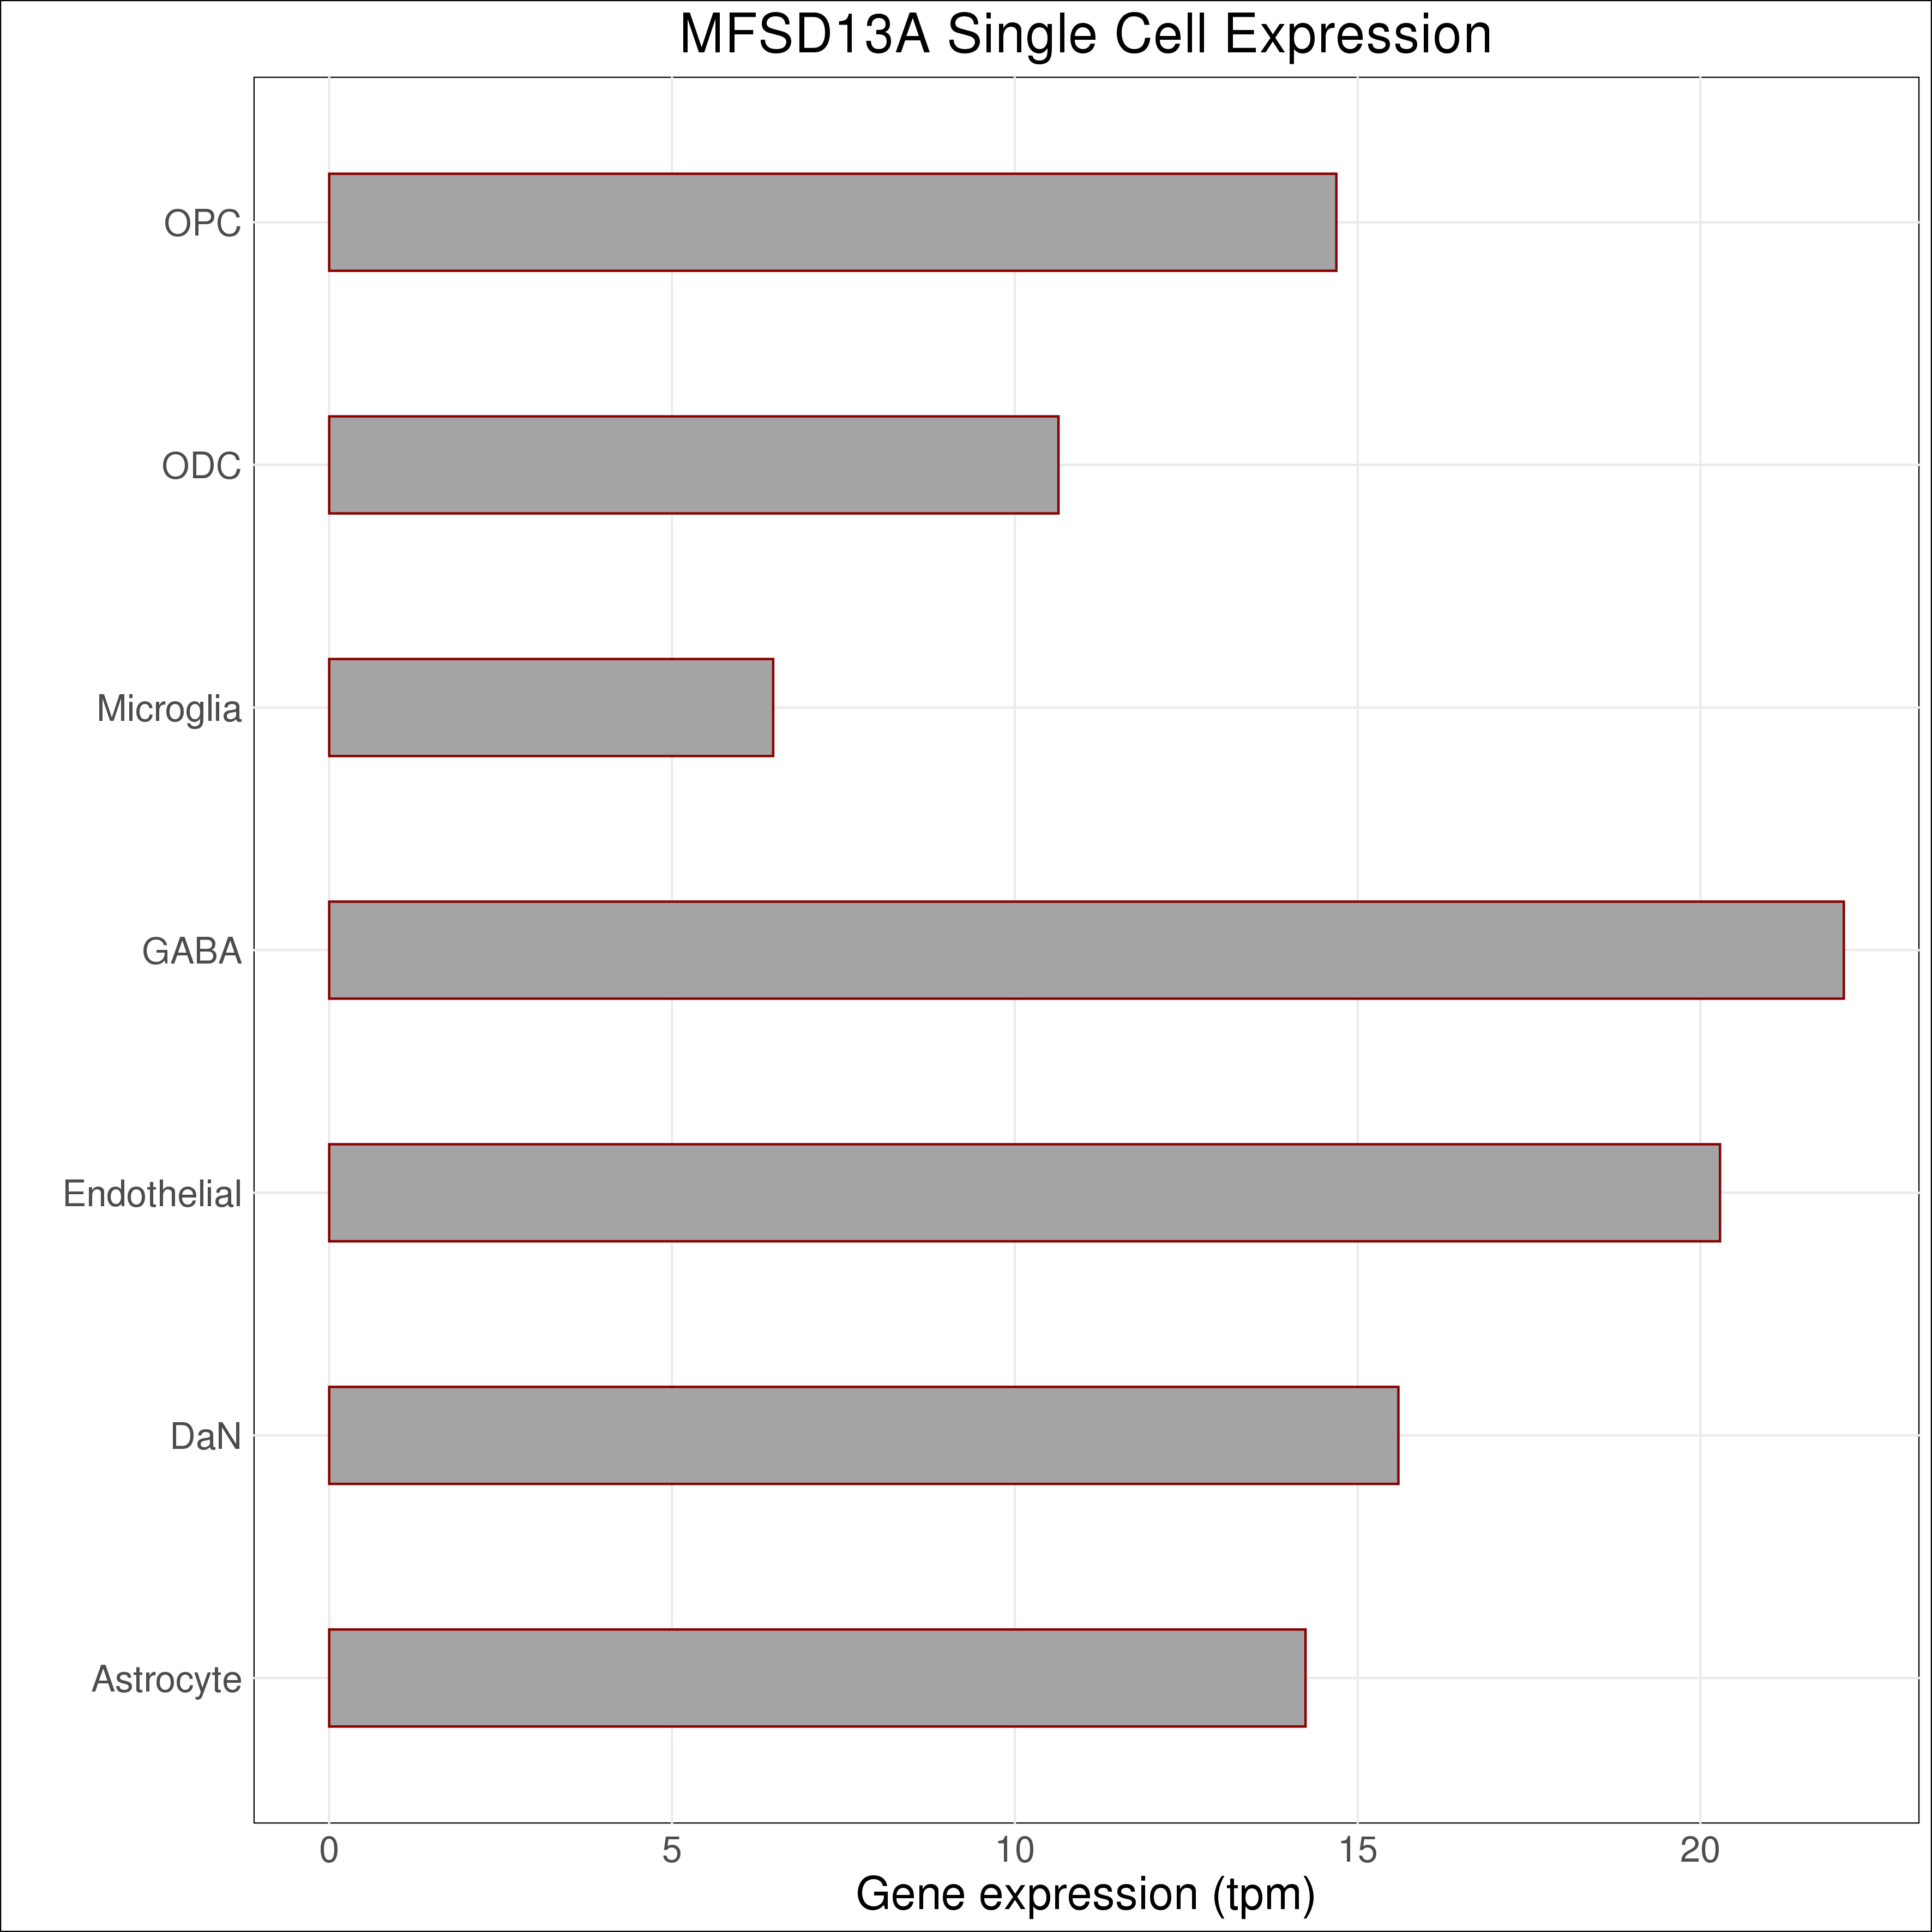 MFSD13A Single Cell Expression
OPC
ODC
Microglia
GABA
Endothelial
DaN
Astrocyte
0 5 10 15 20
Gene expression (tpm)